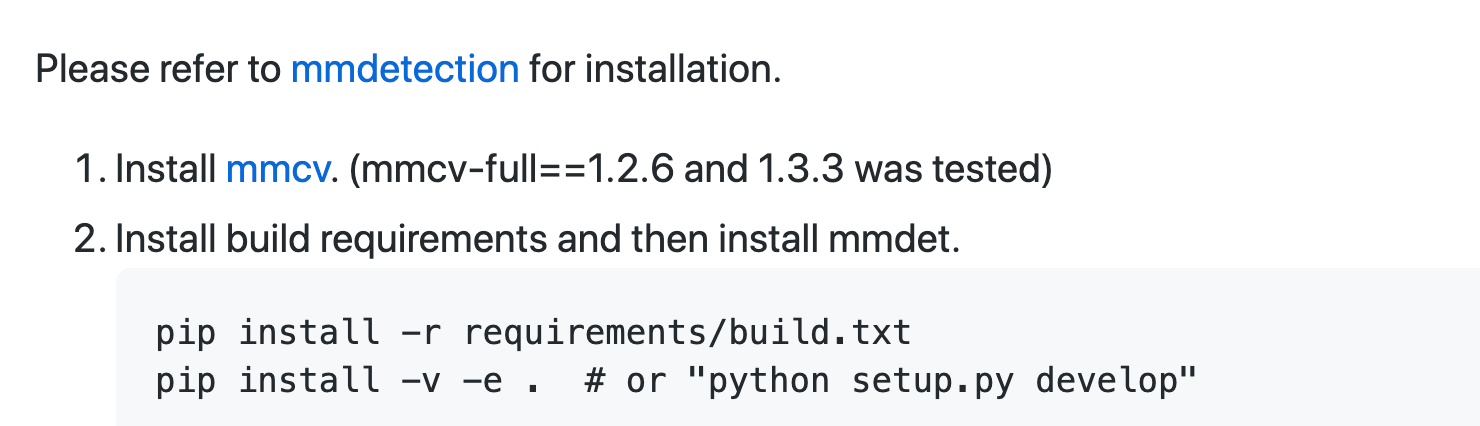 Please refer to mmdetection for installation.
1. Install mmcv. (mmcv-full==1.2.6 and 1.3.3 was tested)
2. Install build requirements and then install mmdet.
pip install -r requirements/build.txt
pip install -v -e .  # or "python setup.py develop"